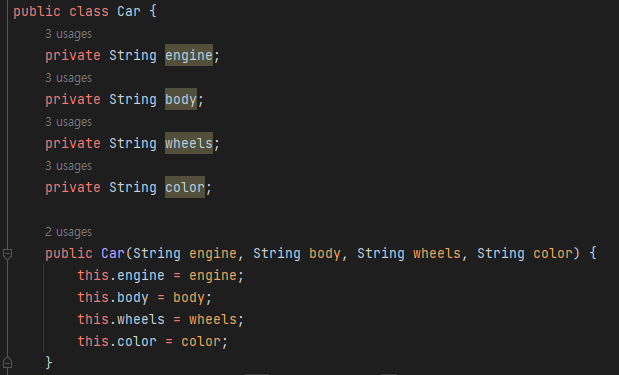 public class Car {
3 usages
private String engine;
3 usages
private String body;
3 usages
private String wheels;
3 usages
private String color;
2 usages
public Car(String engine, String body, String wheels, String color) {
this.engine = engine;
this.body = body;
this.wheels = wheels;
this.color = color;
}